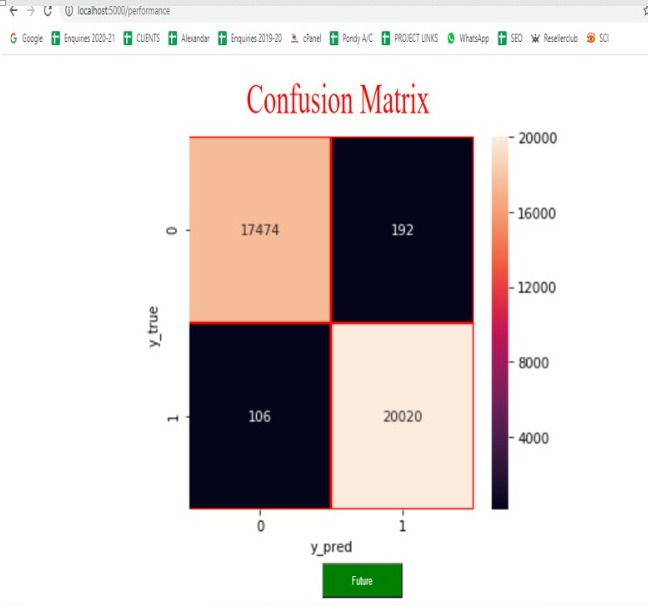 localhost:5000/performance
Google Enquiries 2020-21 CLIENTS Alexandar Enquiries 2019-20 cPanel Pondy A/C PROJECT LINKS WhatsApp SEO Resellerclub SCI
Confusion Matrix
20000
16000
12000
8000
4000
y_true
0
17474 192
1
106 20020
0 1
y_pred
Future